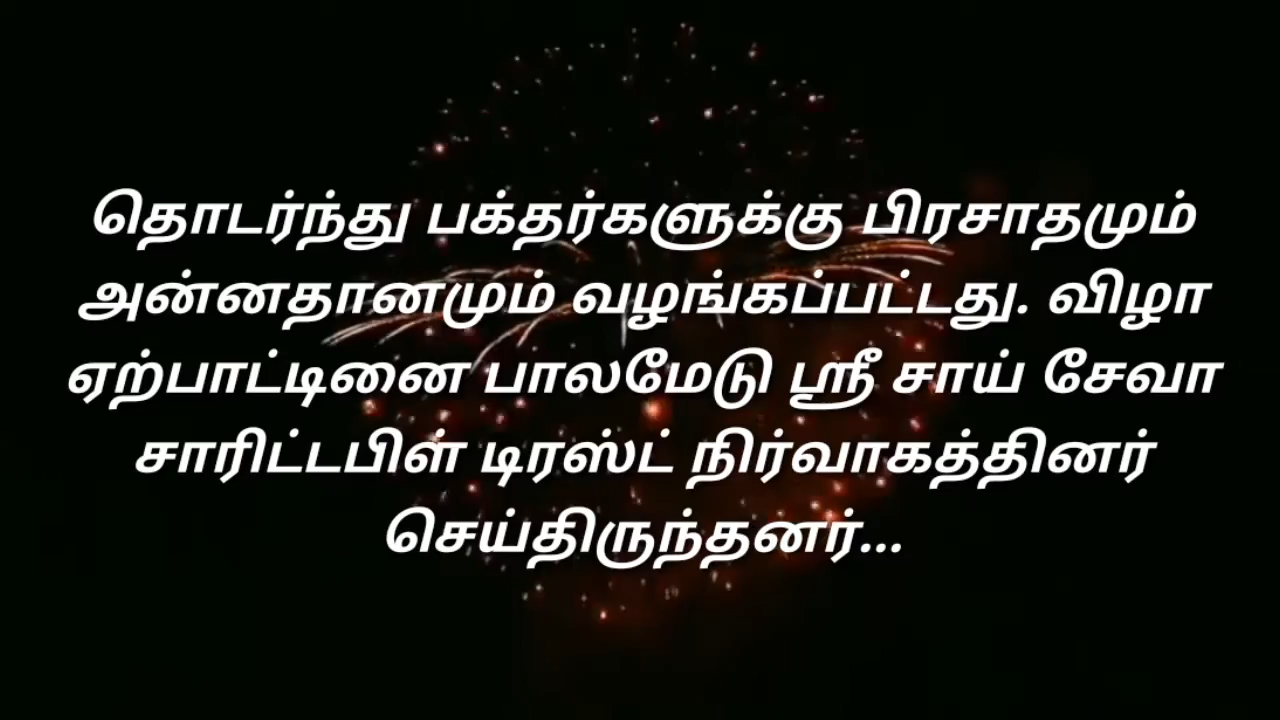 தொடர்ந்து பக்தர்களுக்கு பிரசாதமும்
அன்னதானமும் வழங்கப்பட்டது. விழா
ஏற்பாட்டினை பாலமேடு ஸ்ரீ சாய் சேவா
சாரிட்டபிள் டிரஸ்ட் நிர்வாகத்தினர்
செய்திருந்தனர்...